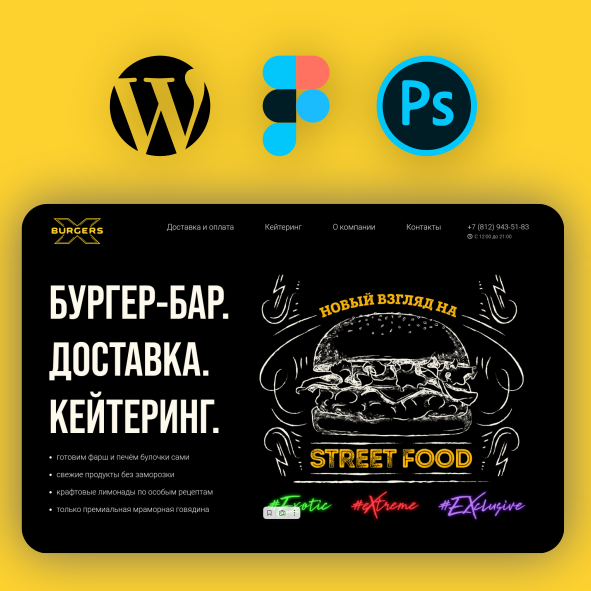 W
Ps
BURGERS
X
Доставка и оплата
Кейтеринг
О компании
Контакты
+7 (812) 943-51-83
С 12:00 до 21:00
БУРГЕР-БАР.
ДОСТАВКА.
КЕЙТЕРИНГ.
• готовим фарш и печём булочки сами
• свежие продукты без заморозки
• крафтовые лимонады по особым рецептам
• только премиальная мраморная говядина
НОВЫЙ ВЗГЛЯД НА
STREET FOOD
#Exotic
#eXtreme
#EXclusive